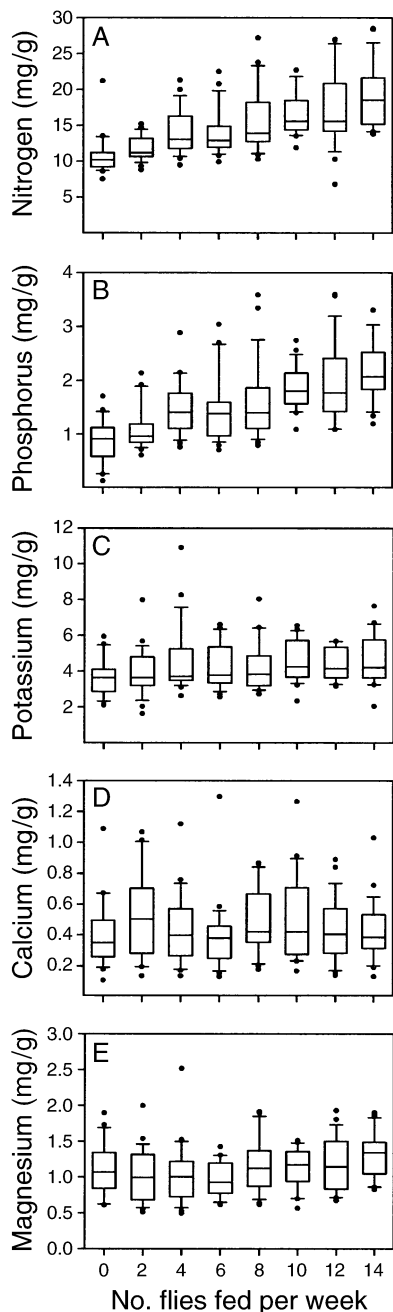 A
Nitrogen (mg/g)
30
25
20
15
10
5
B
Phosphorus (mg/g)
4
3
2
1
C
Potassium (mg/g)
12
10
8
6
4
2
D
Calcium (mg/g)
1.4
1.2
1.0
0.8
0.6
0.4
0.2
E
Magnesium (mg/g)
3.0
2.5
2.0
1.5
1.0
0.5
0.0
0 2 4 6 8 10 12 14
No. flies fed per week